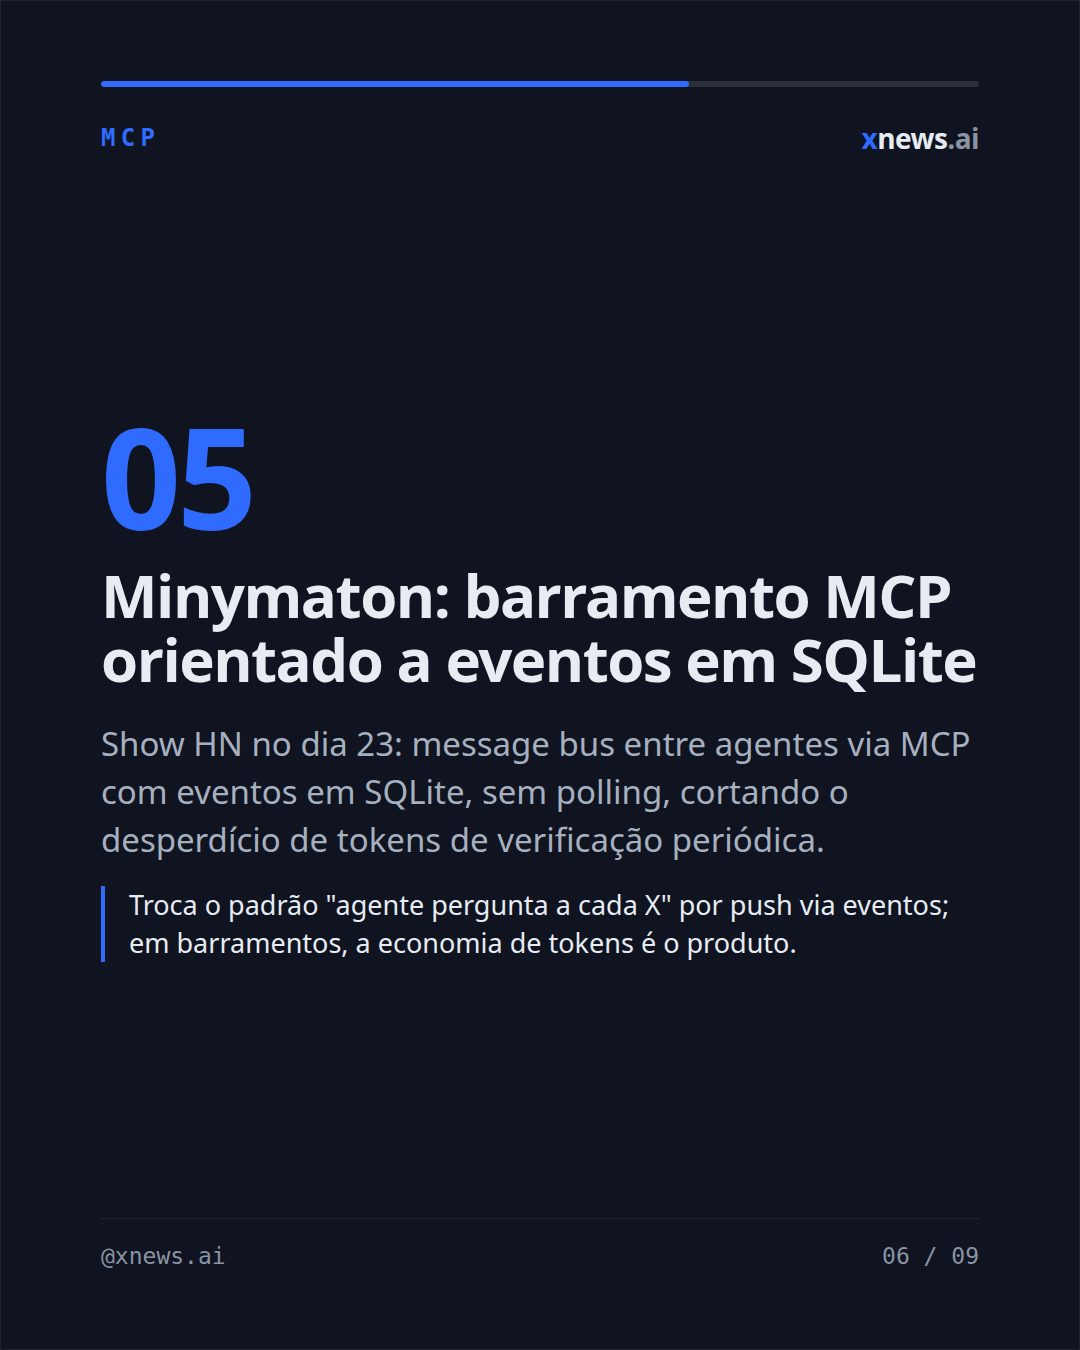 MCP
xnews.ai
05
Minymaton: barramento MCP
orientado a eventos em SQLite
Show HN no dia 23: message bus entre agentes via MCP
com eventos em SQLite, sem polling, cortando o
desperdício de tokens de verificação periódica.
Troca o padrão "agente pergunta a cada X" por push via eventos;
em barramentos, a economia de tokens é o produto.
@xnews.ai
06 / 09